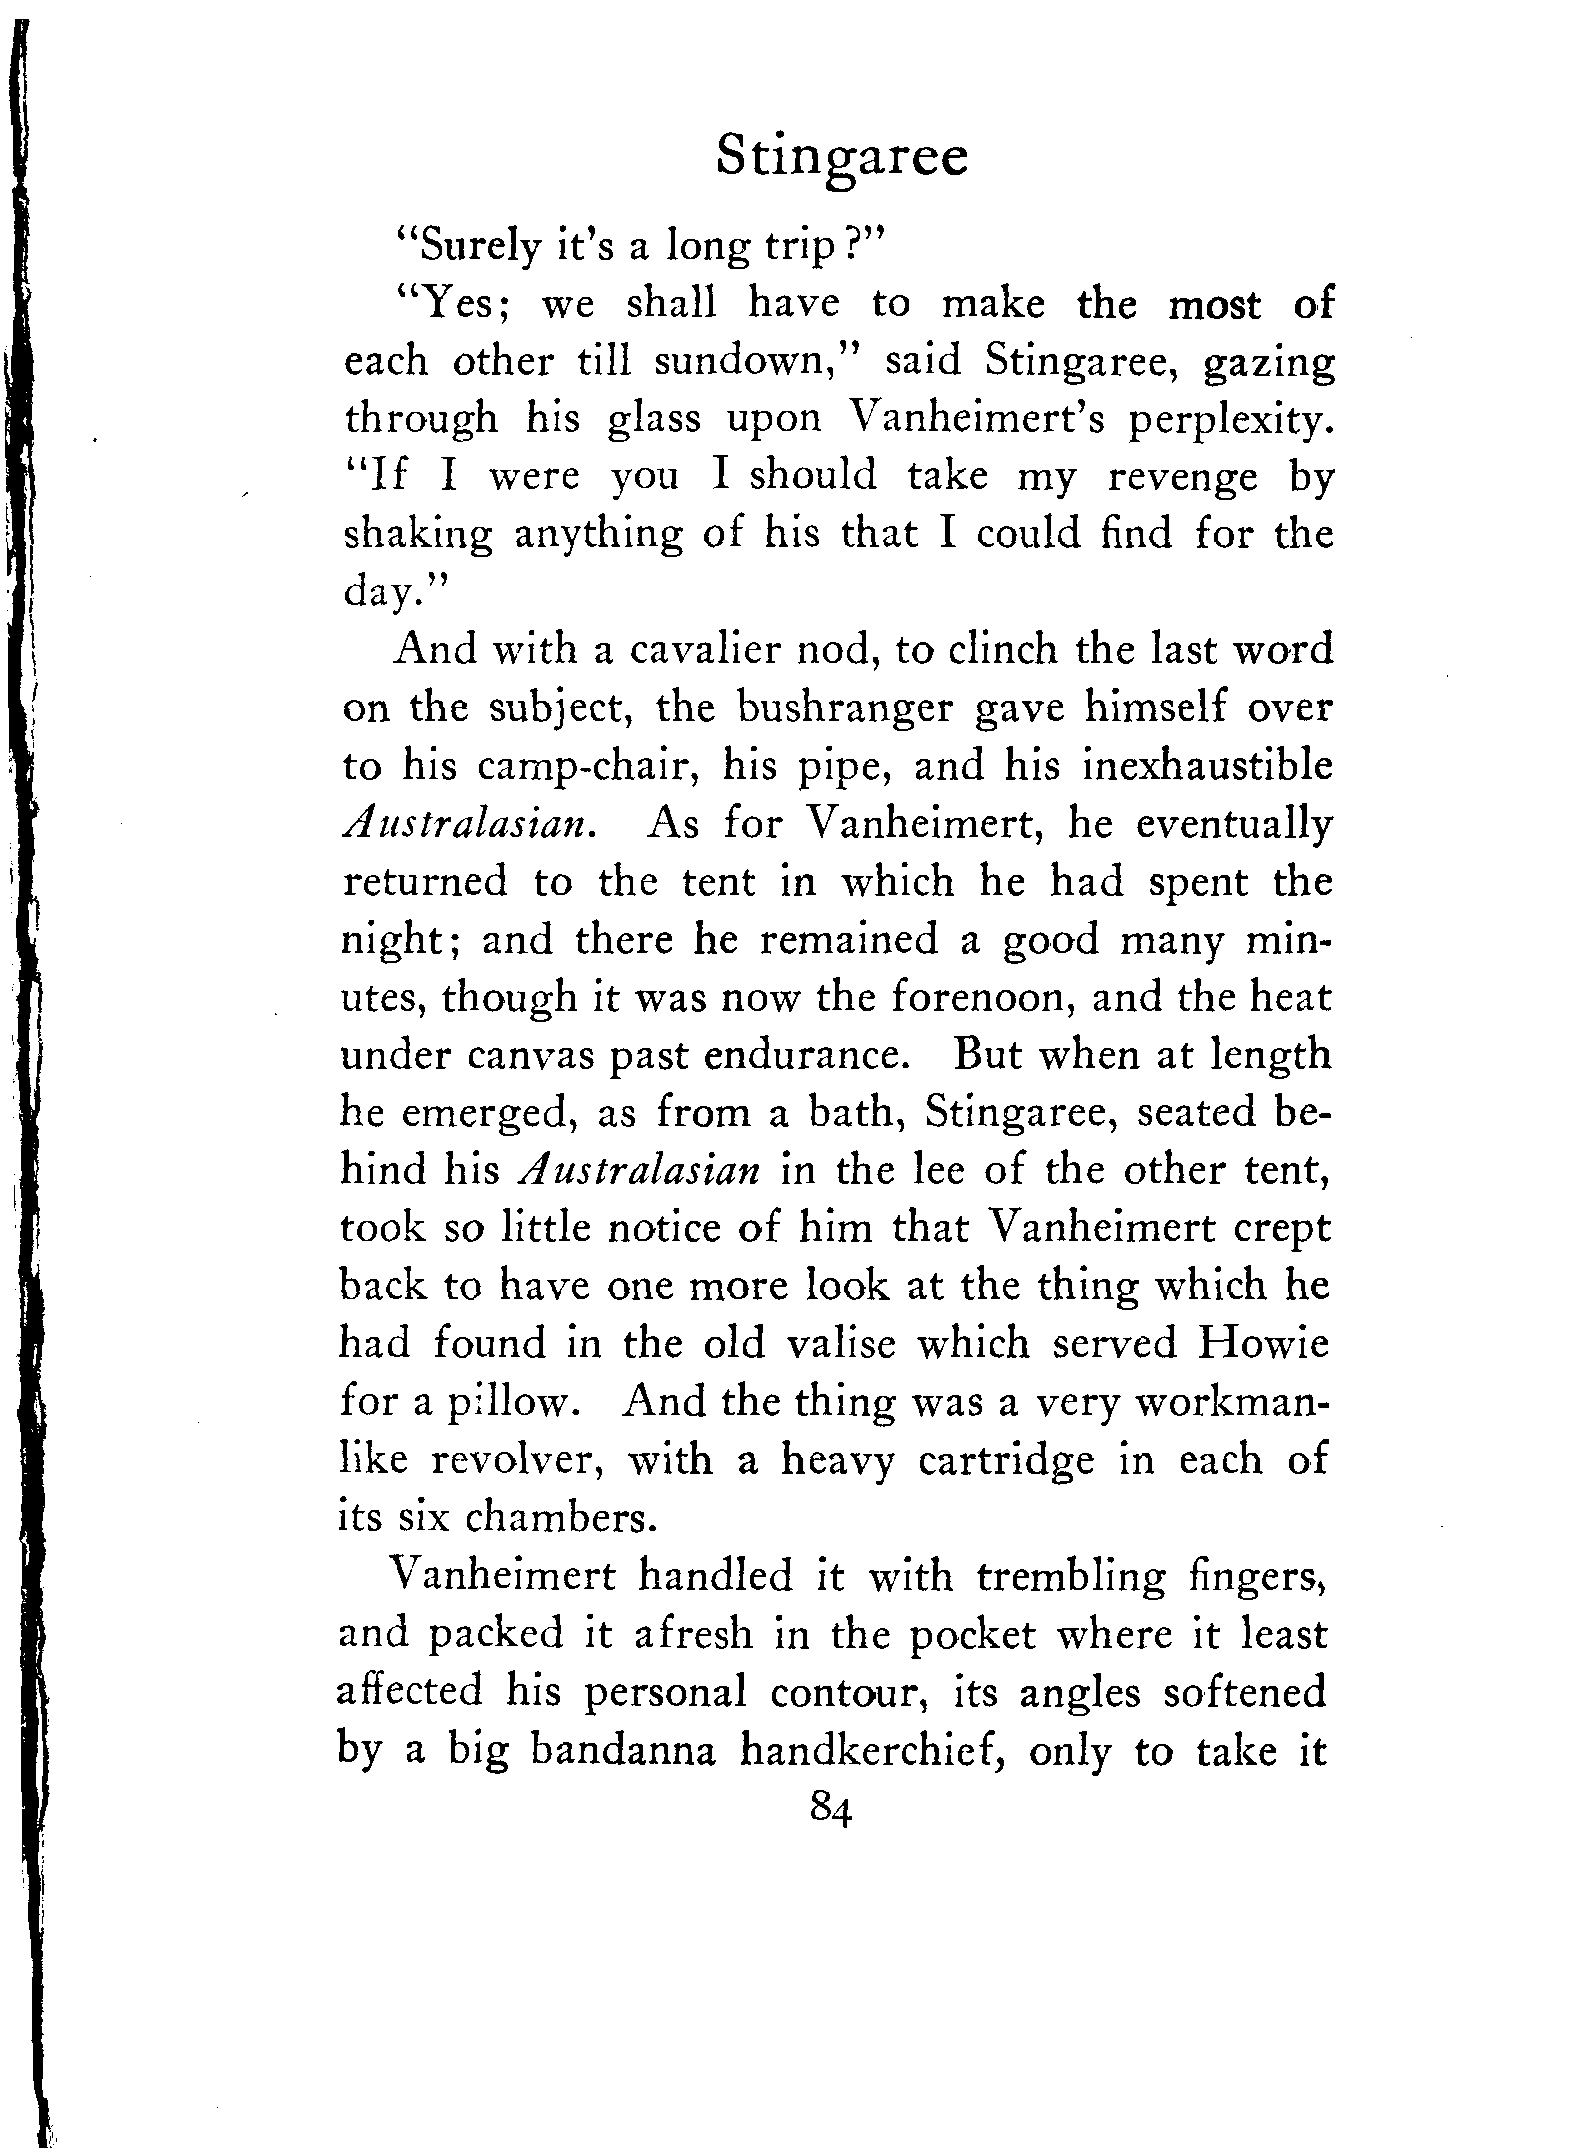 Stingaree
"Surely it's a long trip?"
"Yes; we shall have to make the most of
each other till sundown," said Stingaree, gazing
through his glass upon Vanheimert's perplexity.
"If I were you I should take my revenge by
shaking anything of his that I could find for the
day."
And with a cavalier nod, to clinch the last word
on the subject, the bushranger gave himself over
to his camp-chair, his pipe, and his inexhaustible
Australasian. As for Vanheimert, he eventually
returned to the tent in which he had spent the
night; and there he remained a good many min-
utes, though it was now the forenoon, and the heat
under canvas past endurance. But when at length
he emerged, as from a bath, Stingaree, seated be-
hind his Australasian in the lee of the other tent,
took so little notice of him that Vanheimert crept
back to have one more look at the thing which he
had found in the old valise which served Howie
for a pillow. And the thing was a very workman-
like revolver, with a heavy cartridge in each of
its six chambers.
Vanheimert handled it with trembling fingers,
and packed it afresh in the pocket where it least
affected his personal contour, its angles softened
by a big bandanna handkerchief, only to take it
84